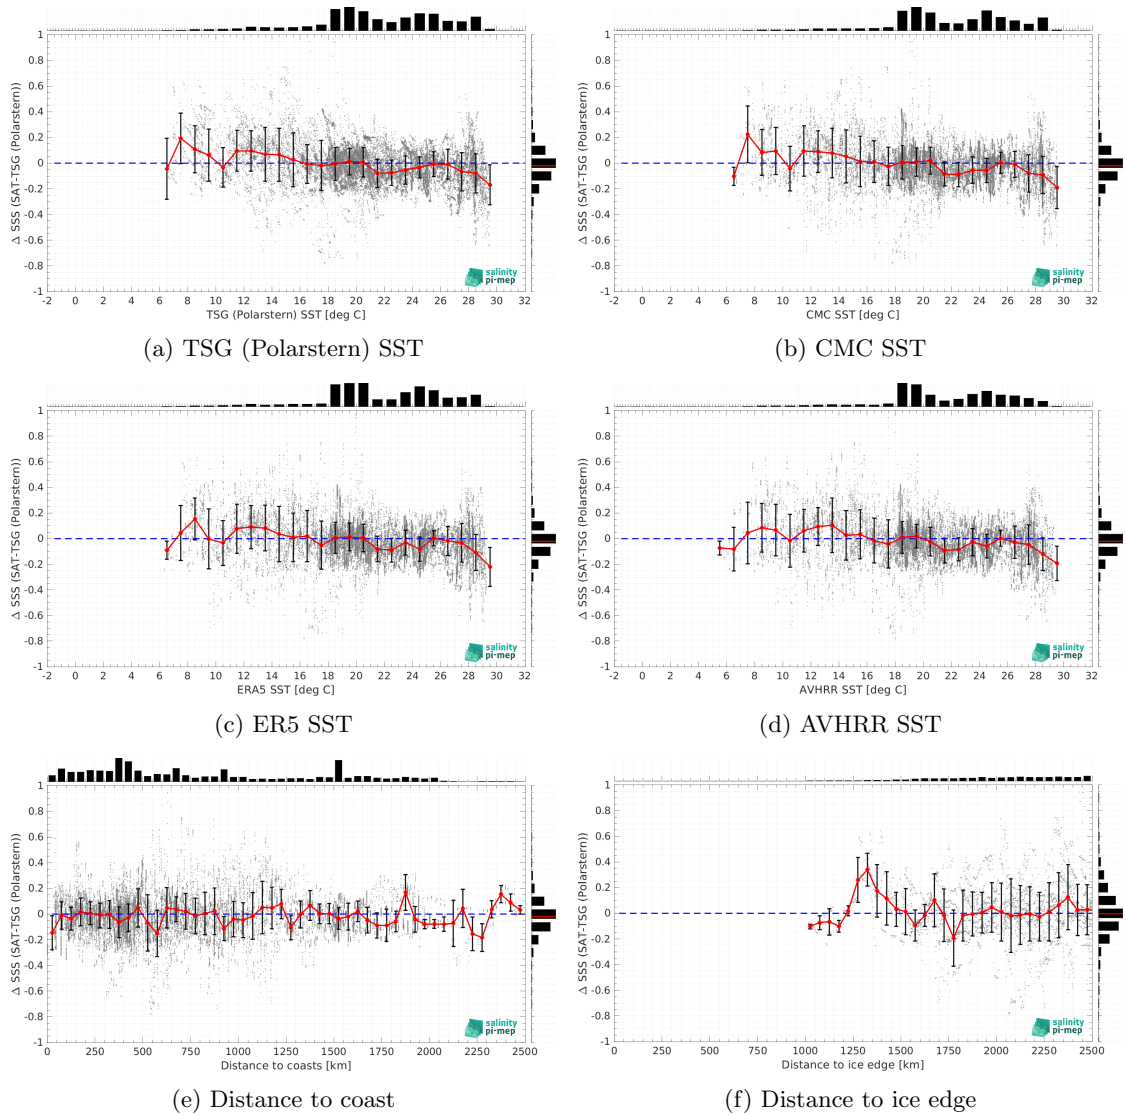 1
0.8
0.6
0.4
0.2
0
-0.2
-0.4
-0.6
-0.8
-1
Δ SSS (SAT-TSG (Polarstern))
salinity
pi-mep
-2 0 2 4 6 8 10 12 14 16 18 20 22 24 26 28 30 32
TSG (Polarstern) SST [deg C]
(a) TSG (Polarstern) SST
1
0.8
0.6
0.4
0.2
0
-0.2
-0.4
-0.6
-0.8
-1
Δ SSS (SAT-TSG (Polarstern))
salinity
pi-mep
-2 0 2 4 6 8 10 12 14 16 18 20 22 24 26 28 30 32
CMC SST [deg C]
(b) CMC SST
1
0.8
0.6
0.4
0.2
0
-0.2
-0.4
-0.6
-0.8
-1
Δ SSS (SAT-TSG (Polarstern))
salinity
pi-mep
-2 0 2 4 6 8 10 12 14 16 18 20 22 24 26 28 30 32
ERA5 SST [deg C]
(c) ER5 SST
1
0.8
0.6
0.4
0.2
0
-0.2
-0.4
-0.6
-0.8
-1
Δ SSS (SAT-TSG (Polarstern))
salinity
pi-mep
-2 0 2 4 6 8 10 12 14 16 18 20 22 24 26 28 30 32
AVHRR SST [deg C]
(d) AVHRR SST
1
0.8
0.6
0.4
0.2
0
-0.2
-0.4
-0.6
-0.8
-1
Δ SSS (SAT-TSG (Polarstern))
salinity
pi-mep
0 250 500 750 1000 1250 1500 1750 2000 2250 2500
Distance to coasts [km]
(e) Distance to coast
1
0.8
0.6
0.4
0.2
0
-0.2
-0.4
-0.6
-0.8
-1
Δ SSS (SAT-TSG (Polarstern))
salinity
pi-mep
0 250 500 750 1000 1250 1500 1750 2000 2250 2500
Distance to ice edge [km]
(f) Distance to ice edge